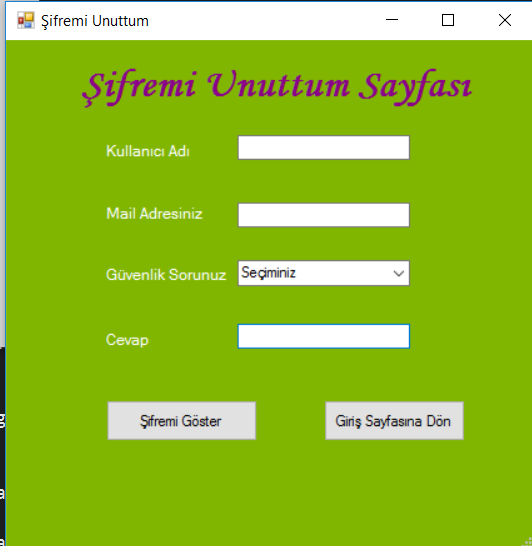 Şifremi Unuttum
Şifremi Unuttum Sayfası
Kullanıcı Adı
Mail Adresiniz
Güvenlik Sorunuz Seçiminiz
Cevap
Şifremi Göster Giriş Sayfasına Dön